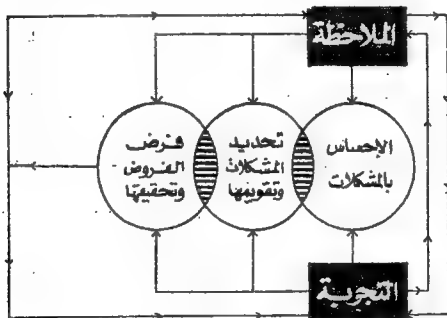 الملاحظة
الإحساس
بالمشكلات
تحديد
المشكلات
وتقويمها
فرض
الفروض
وتحقيقها
التجربة